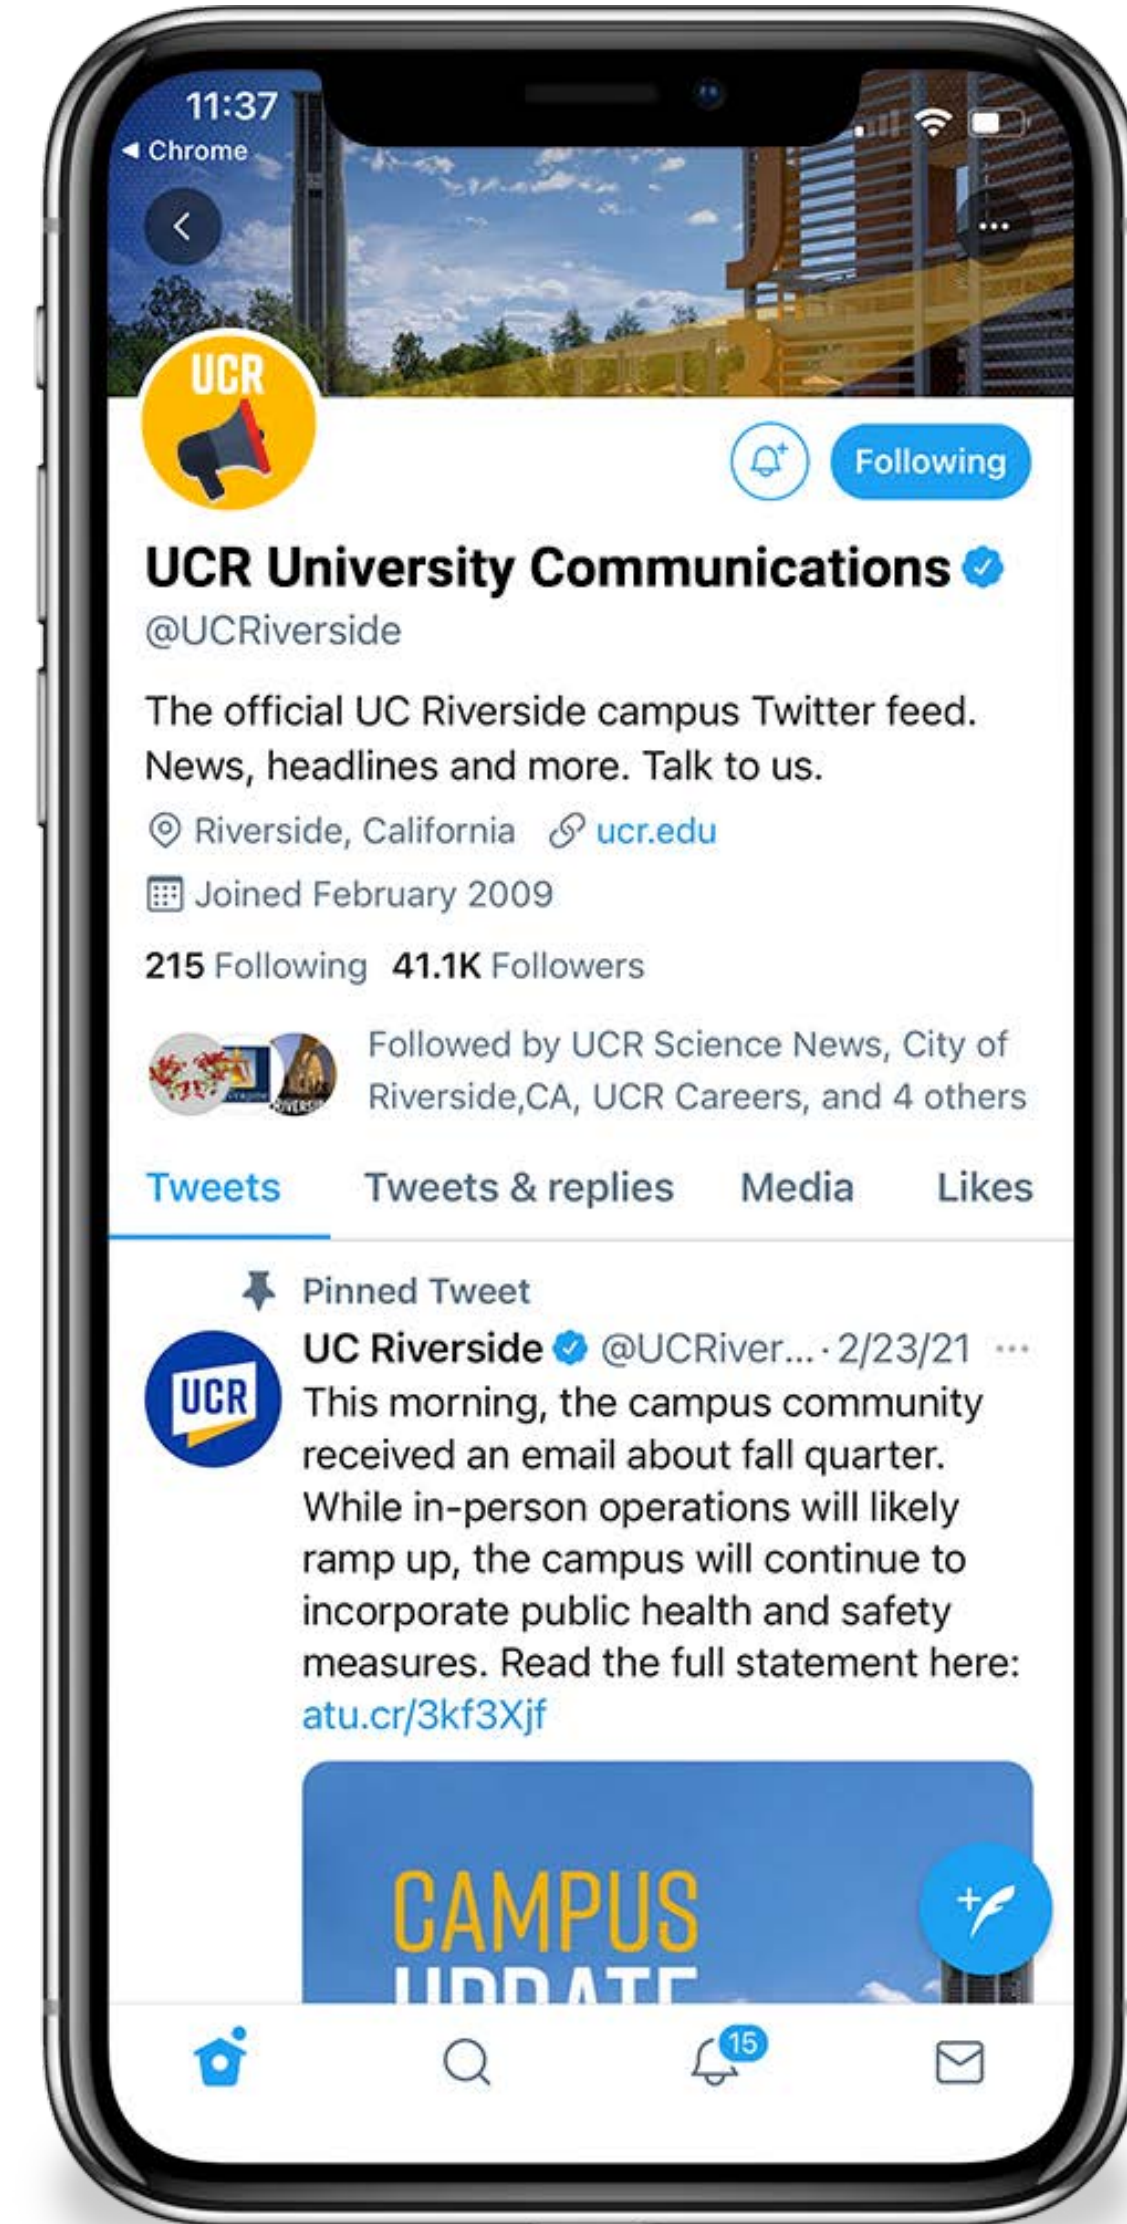 11:37
Chrome
UCR
Following
UCR University Communications
@UCRiverside
The official UC Riverside campus Twitter feed.
News, headlines and more. Talk to us.
Riverside, California ucr.edu
Joined February 2009
215 Following 41.1K Followers
Followed by UCR Science News, City of
Riverside,CA, UCR Careers, and 4 others
Tweets Tweets & replies Media Likes
Pinned Tweet
UC Riverside @UCRiver... · 2/23/21
UCR
This morning, the campus community
received an email about fall quarter.
While in-person operations will likely
ramp up, the campus will continue to
incorporate public health and safety
measures. Read the full statement here:
atu.cr/3kf3Xjf
CAMPUS
UPDATE
15